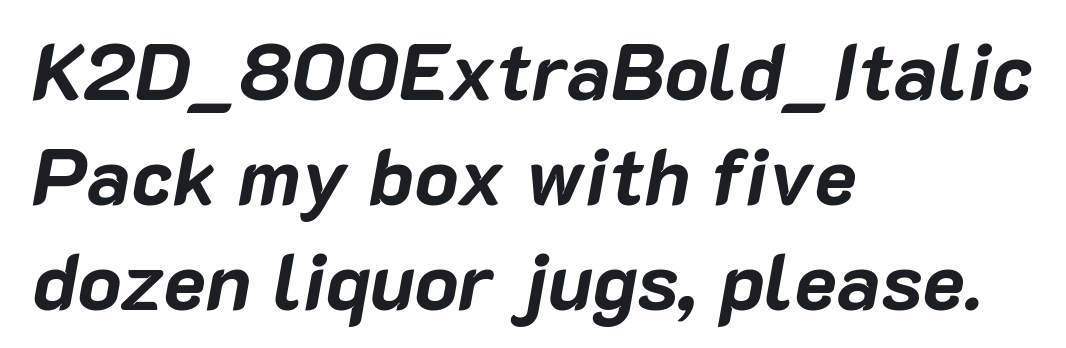 K2D_800ExtraBold_Italic
Pack my box with five
dozen liquor jugs, please.